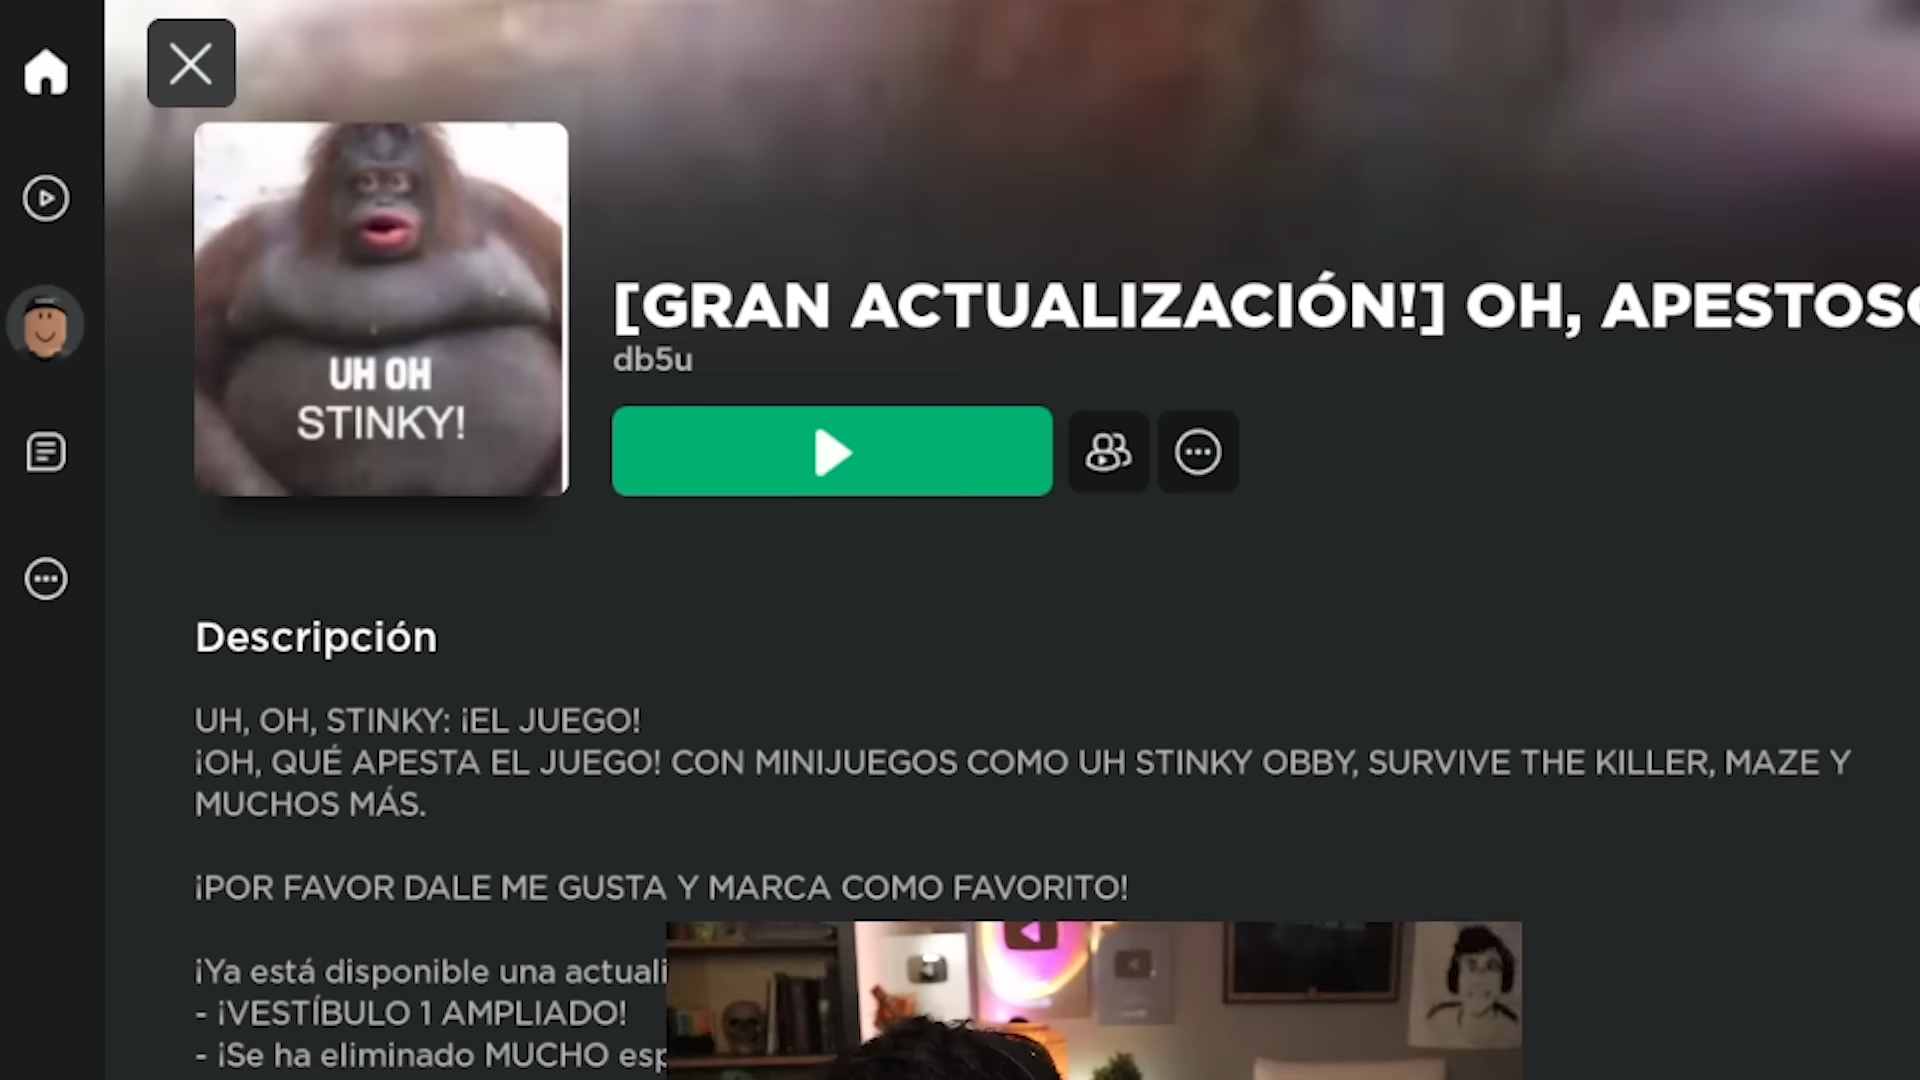 UH OH
STINKY!
[GRAN ACTUALIZACIÓN!] OH, APESTOSO
db5u
Descripción
UH, OH, STINKY: ¡EL JUEGO!
¡OH, QUÉ APESTA EL JUEGO! CON MINIJUEGOS COMO UH STINKY OBBY, SURVIVE THE KILLER, MAZE Y
MUCHOS MÁS.
¡POR FAVOR DALE ME GUSTA Y MARCA COMO FAVORITO!
¡Ya está disponible una actuali
- ¡VESTÍBULO 1 AMPLIADO!
- ¡Se ha eliminado MUCHO esp